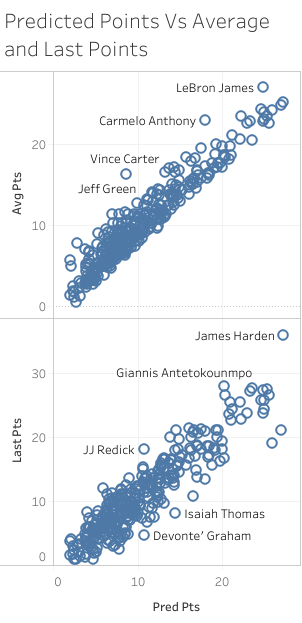 Predicted Points Vs Average
and Last Points
LeBron James
Carmelo Anthony
Vince Carter
Jeff Green
20
10
0
Avg Pts
James Harden
Giannis Antetokounmpo
JJ Redick
Isaiah Thomas
Devonte’ Graham
30
20
10
0
Last Pts
0
10
20
Pred Pts